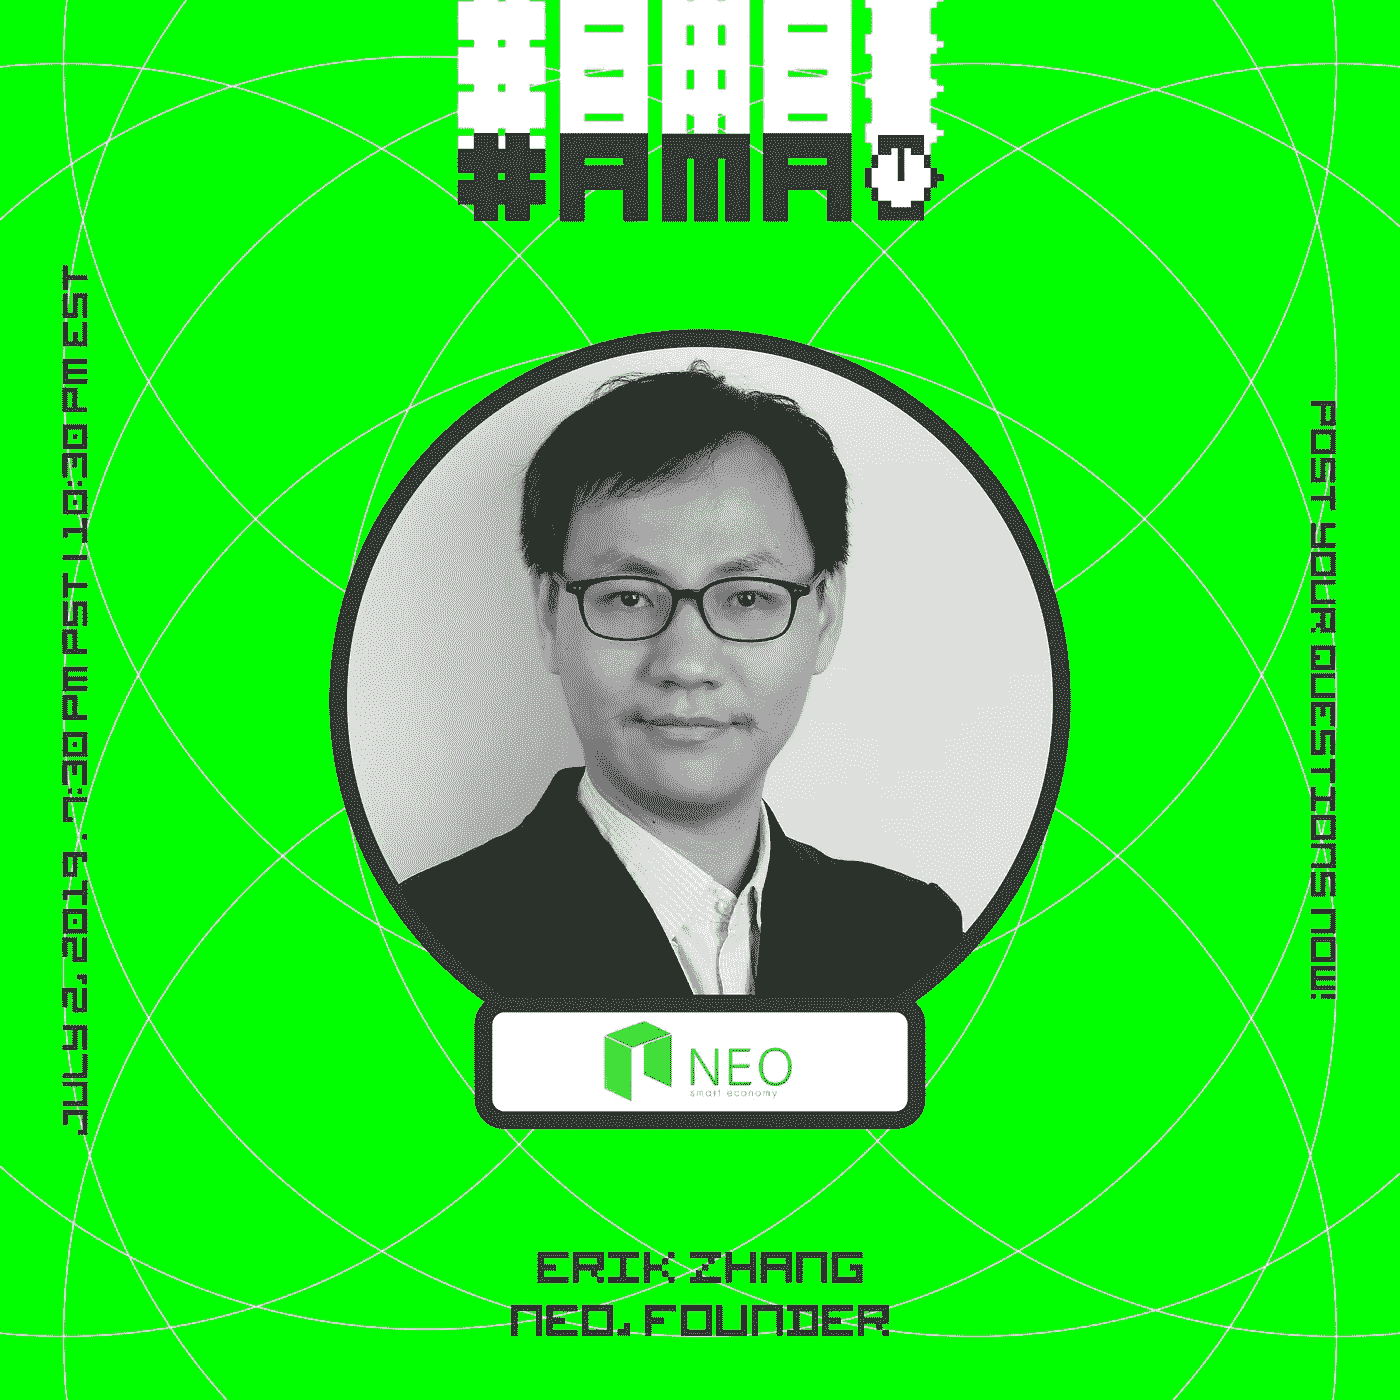 #AMA
JULY 2, 2019 . 7:30 PM PST | 10:30 PM EST
POST YOUR QUESTIONS NOW!
NEO
smart economy
ERIK ZHANG
NEO, FOUNDER